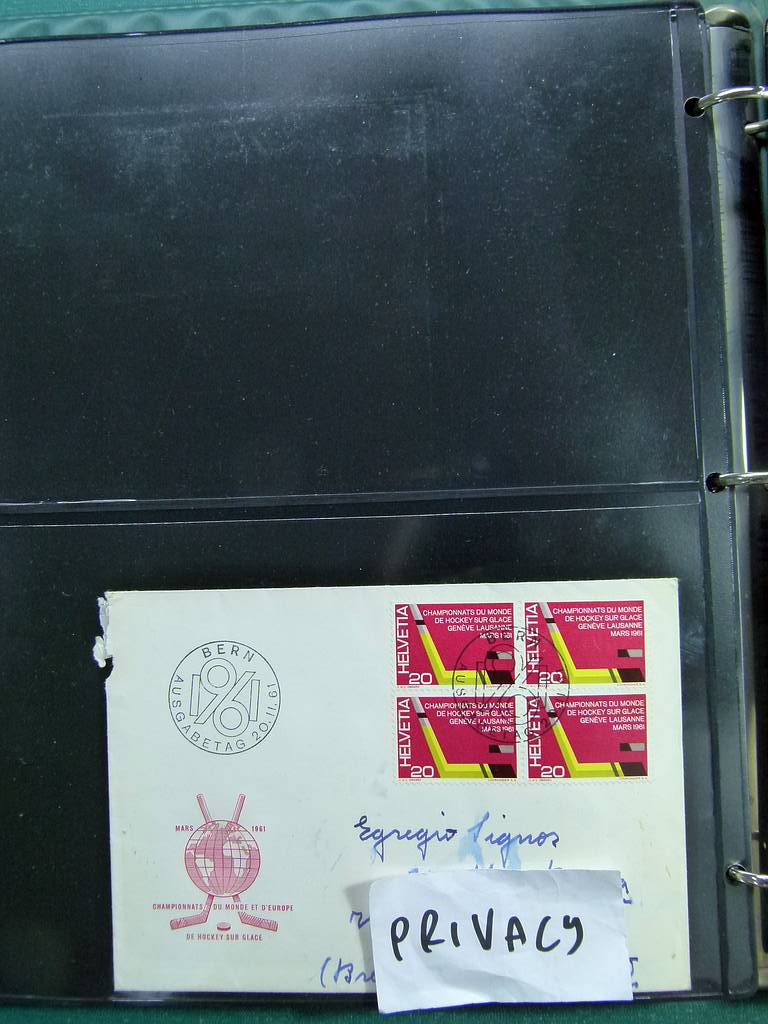 BERN
1961
AUSGABETAG 20.II.61
HELVETIA
CHAMPIONNATS DU MONDE
DE HOCKEY SUR GLACE
GENÈVE LAUSANNE
MARS 1961
20
HELVETIA
CHAMPIONNATS DU MONDE
DE HOCKEY SUR GLACE
GENÈVE LAUSANNE
MARS 1961
20
HELVETIA
CHAMPIONNATS DU MONDE
DE HOCKEY SUR GLACE
GENÈVE LAUSANNE
MARS 1961
20
HELVETIA
CHAMPIONNATS DU MONDE
DE HOCKEY SUR GLACE
GENÈVE LAUSANNE
MARS 1961
20
MARS 1961
CHAMPIONNATS DU MONDE ET D'EUROPE
DE HOCKEY SUR GLACE
Egregio Signor
PRIVACY